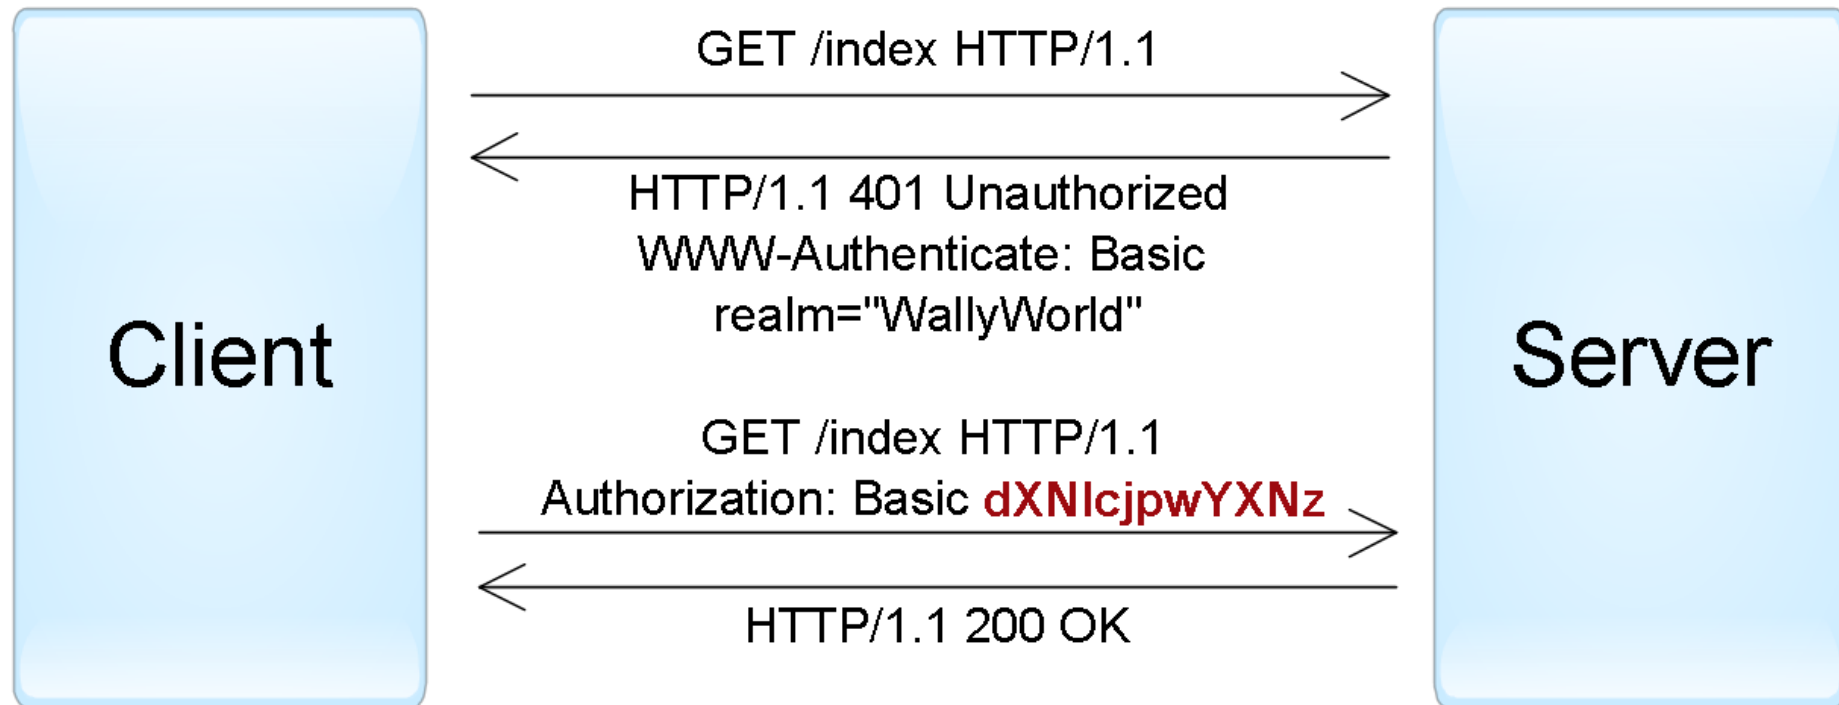 GET /index HTTP/1.1
HTTP/1.1 401 Unauthorized
WWW-Authenticate: Basic
realm="WallyWorld"
Client
Server
GET /index HTTP/1.1
Authorization: Basic dXNlcjpwYXNz
HTTP/1.1 200 OK